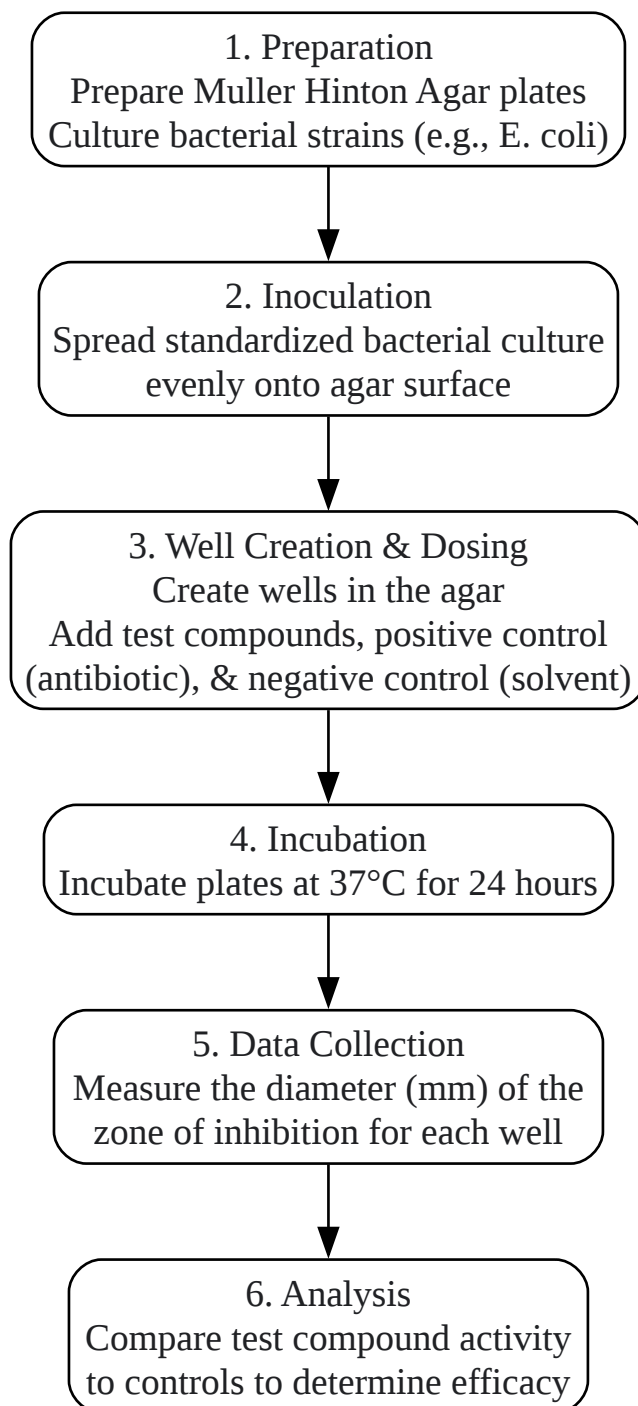 1. Preparation
Prepare Muller Hinton Agar plates
Culture bacterial strains (e.g., E. coli)
2. Inoculation
Spread standardized bacterial culture
evenly onto agar surface
3. Well Creation & Dosing
Create wells in the agar
Add test compounds, positive control
(antibiotic), & negative control (solvent)
4. Incubation
Incubate plates at 37°C for 24 hours
5. Data Collection
Measure the diameter (mm) of the
zone of inhibition for each well
6. Analysis
Compare test compound activity
to controls to determine efficacy